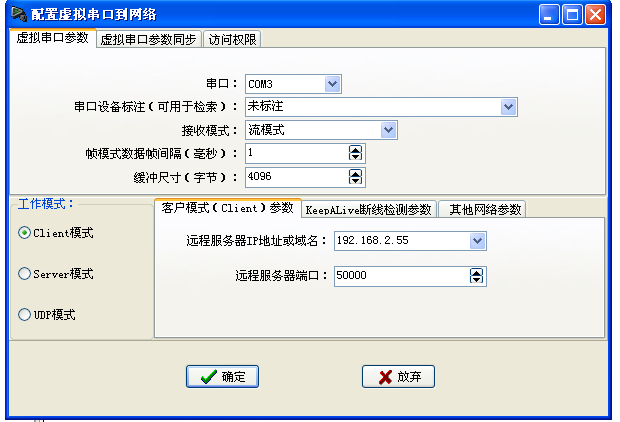 配置虚拟串口到网络
虚拟串口参数 虚拟串口参数同步 访问权限
串口： COM3
串口设备标注（可用于检索）： 未标注
接收模式： 流模式
帧模式数据帧间隔（毫秒）： 1
缓冲尺寸（字节）： 4096
工作模式：
Client模式
Server模式
UDP模式
客户模式（Client）参数 KeepALive断线检测参数 其他网络参数
远程服务器IP地址或域名： 192.168.2.55
远程服务器端口： 50000
确定 放弃